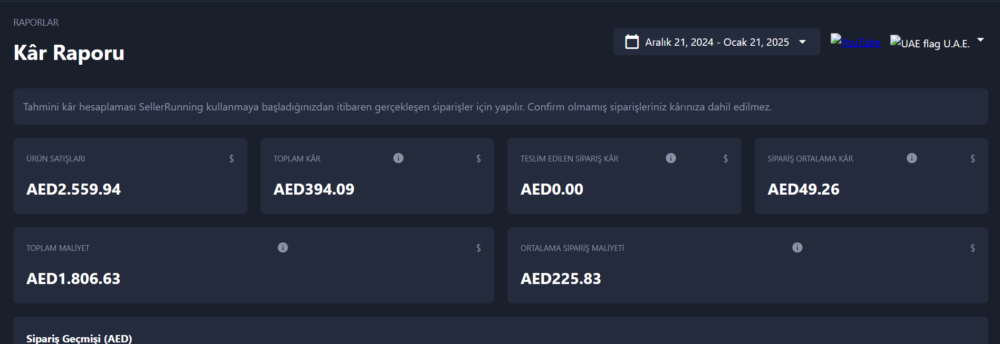 RAPORLAR
Kâr Raporu
Aralık 21, 2024 - Ocak 21, 2025
YouTube
UAE flag U.A.E.
Tahmini kâr hesaplaması SellerRunning kullanmaya başladığınızdan itibaren gerçekleşen siparişler için yapılır. Confirm olmamış siparişleriniz kârınıza dahil edilmez.
ÜRÜN SATIŞLARI $
AED2.559.94
TOPLAM KÂR $
AED394.09
TESLİM EDİLEN SİPARİŞ KÂR $
AED0.00
SİPARİŞ ORTALAMA KÂR $
AED49.26
TOPLAM MALİYET $
AED1.806.63
ORTALAMA SİPARİŞ MALİYETİ $
AED225.83
Sipariş Geçmişi (AED)